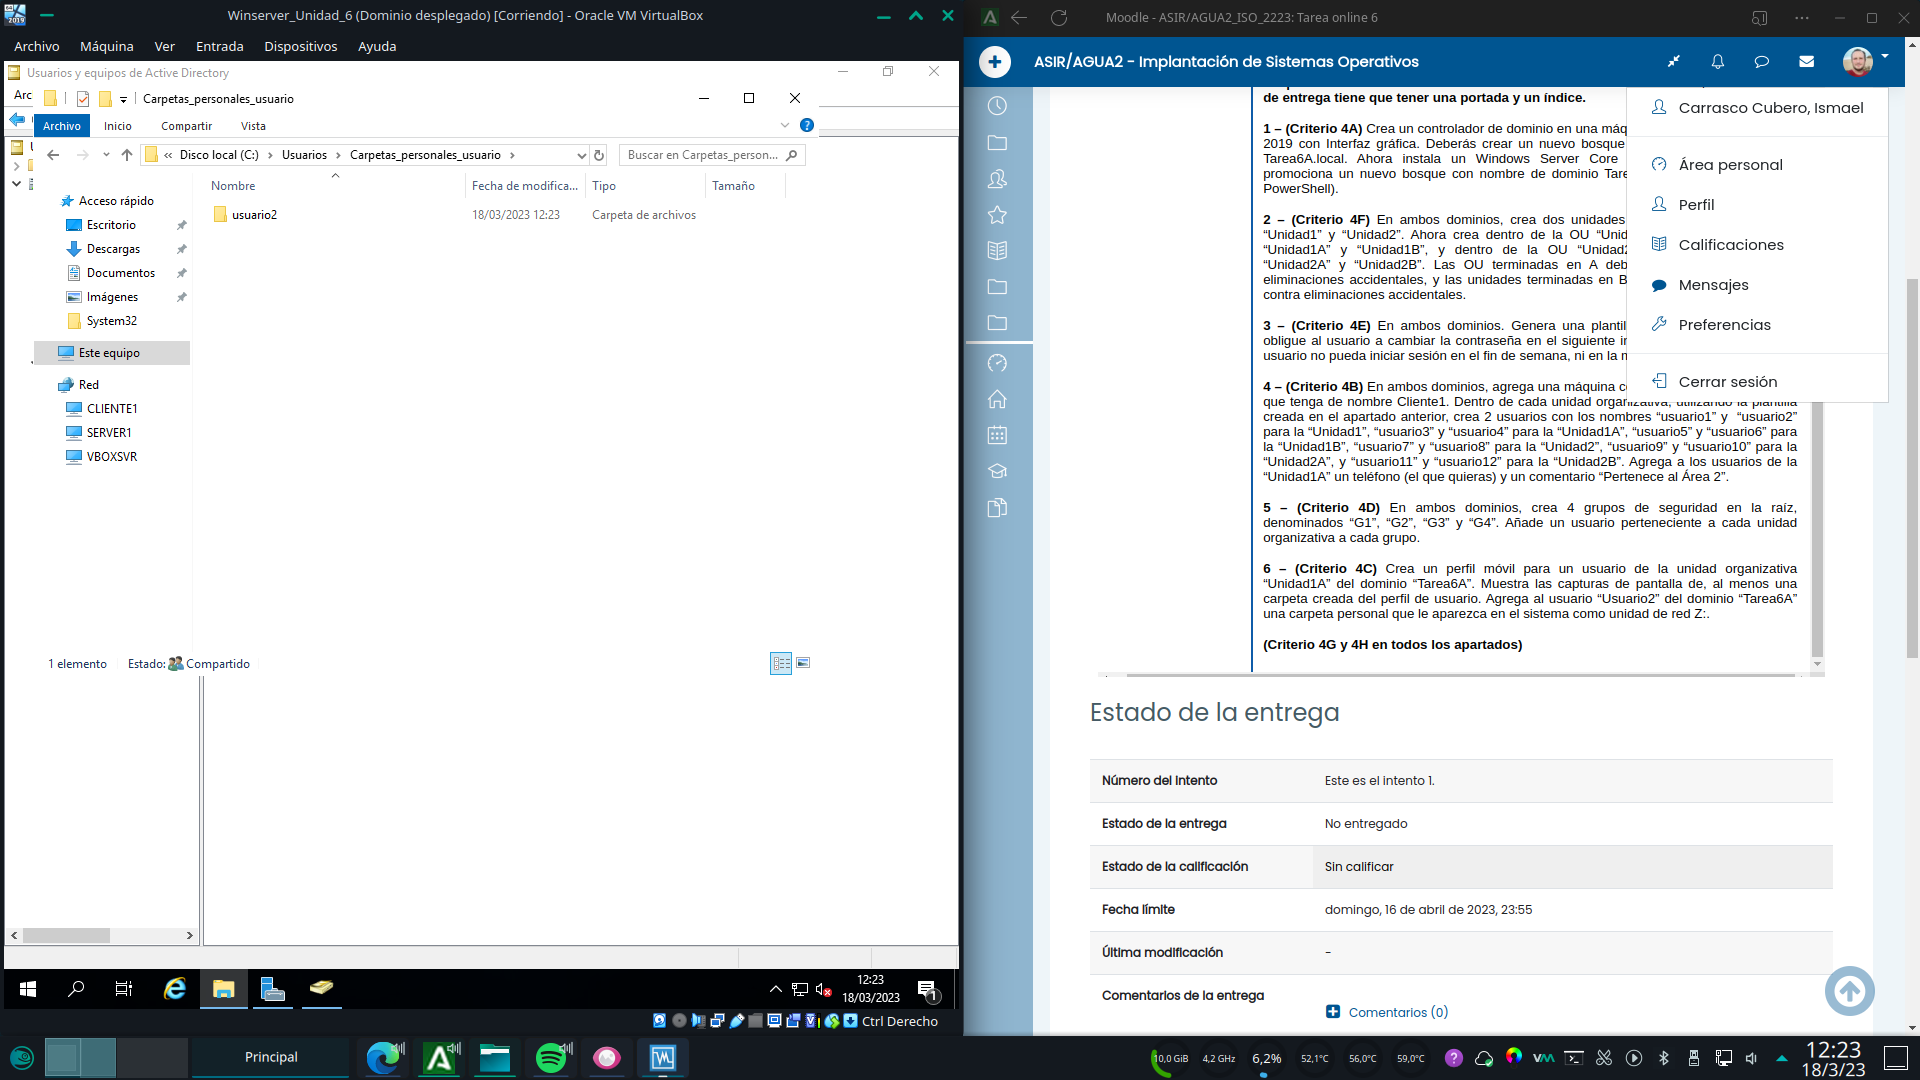 Winserver_Unidad_6 (Dominio desplegado) [Corriendo] - Oracle VM VirtualBox
Archivo Máquina Ver Entrada Dispositivos Ayuda
Usuarios y equipos de Active Directory
Arc
Carpetas_personales_usuario
Archivo Inicio Compartir Vista
« Disco local (C:) > Usuarios > Carpetas_personales_usuario >
Buscar en Carpetas_person...
Nombre Fecha de modifica... Tipo Tamaño
usuario2 18/03/2023 12:23 Carpeta de archivos
Acceso rápido
Escritorio
Descargas
Documentos
Imágenes
System32
Este equipo
Red
CLIENTE1
SERVER1
VBOXSVR
1 elemento Estado: Compartido
12:23
18/03/2023
1
Ctrl Derecho
Moodle - ASIR/AGUA2_ISO_2223: Tarea online 6
ASIR/AGUA2 - Implantación de Sistemas Operativos
de entrega tiene que tener una portada y un índice.
1 – (Criterio 4A) Crea un controlador de dominio en una máq
2019 con Interfaz gráfica. Deberás crear un nuevo bosque
Tarea6A.local. Ahora instala un Windows Server Core
promociona un nuevo bosque con nombre de dominio Tare
PowerShell).
2 – (Criterio 4F) En ambos dominios, crea dos unidades
“Unidad1” y “Unidad2”. Ahora crea dentro de la OU “Unid
“Unidad1A” y “Unidad1B”, y dentro de la OU “Unidad2
“Unidad2A” y “Unidad2B”. Las OU terminadas en A deb
eliminaciones accidentales, y las unidades terminadas en B
contra eliminaciones accidentales.
3 – (Criterio 4E) En ambos dominios. Genera una plantil
obligue al usuario a cambiar la contraseña en el siguiente in
usuario no pueda iniciar sesión en el fin de semana, ni en la m
4 – (Criterio 4B) En ambos dominios, agrega una máquina c
que tenga de nombre Cliente1. Dentro de cada unidad organizativa, utilizando la plantilla
creada en el apartado anterior, crea 2 usuarios con los nombres “usuario1” y “usuario2”
para la “Unidad1”, “usuario3” y “usuario4” para la “Unidad1A”, “usuario5” y “usuario6” para
la “Unidad1B”, “usuario7” y “usuario8” para la “Unidad2”, “usuario9” y “usuario10” para la
“Unidad2A”, y “usuario11” y “usuario12” para la “Unidad2B”. Agrega a los usuarios de la
“Unidad1A” un teléfono (el que quieras) y un comentario “Pertenece al Área 2”.
5 – (Criterio 4D) En ambos dominios, crea 4 grupos de seguridad en la raíz,
denominados “G1”, “G2”, “G3” y “G4”. Añade un usuario perteneciente a cada unidad
organizativa a cada grupo.
6 – (Criterio 4C) Crea un perfil móvil para un usuario de la unidad organizativa
“Unidad1A” del dominio “Tarea6A”. Muestra las capturas de pantalla de, al menos una
carpeta creada del perfil de usuario. Agrega al usuario “Usuario2” del dominio “Tarea6A”
una carpeta personal que le aparezca en el sistema como unidad de red Z:.
(Criterio 4G y 4H en todos los apartados)
Carrasco Cubero, Ismael
Área personal
Perfil
Calificaciones
Mensajes
Preferencias
Cerrar sesión
Estado de la entrega
Número del Intento Este es el intento 1.
Estado de la entrega No entregado
Estado de la calificación Sin calificar
Fecha límite domingo, 16 de abril de 2023, 23:55
Última modificación -
Comentarios de la entrega
Comentarios (0)
Principal
10,0 GiB 4,2 GHz 6,2% 52,1°C 56,0°C 59,0°C
12:23
18/3/23